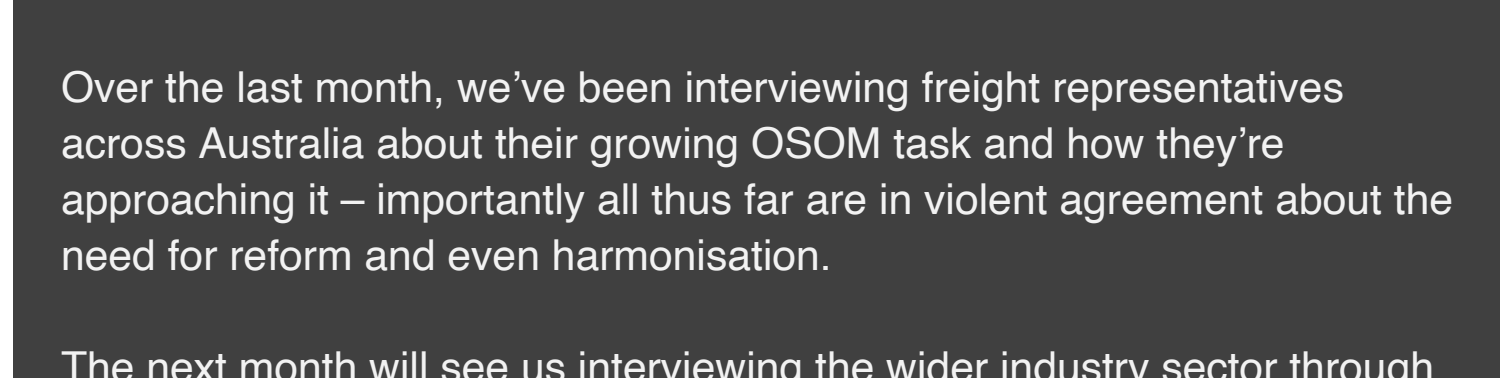 Over the last month, we’ve been interviewing freight representatives
across Australia about their growing OSOM task and how they’re
approaching it – importantly all thus far are in violent agreement about the
need for reform and even harmonisation.
The next month will see us interviewing the wider industry sector through